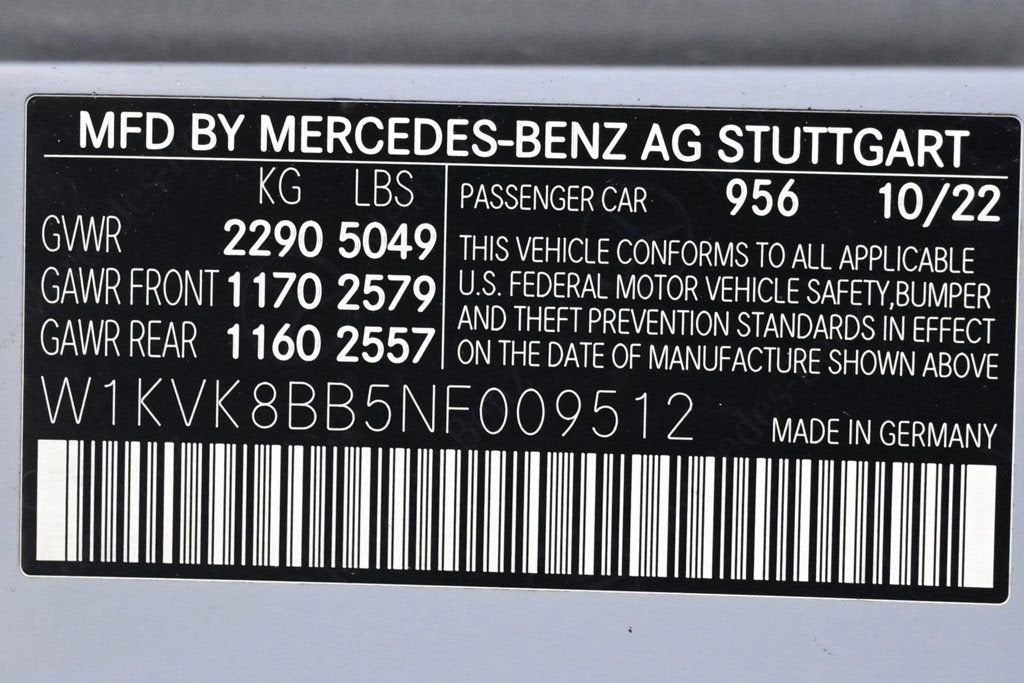 MFD BY MERCEDES-BENZ AG STUTTGART
KG LBS
GVWR 2290 5049
GAWR FRONT 1170 2579
GAWR REAR 1160 2557
PASSENGER CAR 956 10/22
THIS VEHICLE CONFORMS TO ALL APPLICABLE
U.S. FEDERAL MOTOR VEHICLE SAFETY,BUMPER
AND THEFT PREVENTION STANDARDS IN EFFECT
ON THE DATE OF MANUFACTURE SHOWN ABOVE
W1KVK8BB5NF009512
MADE IN GERMANY